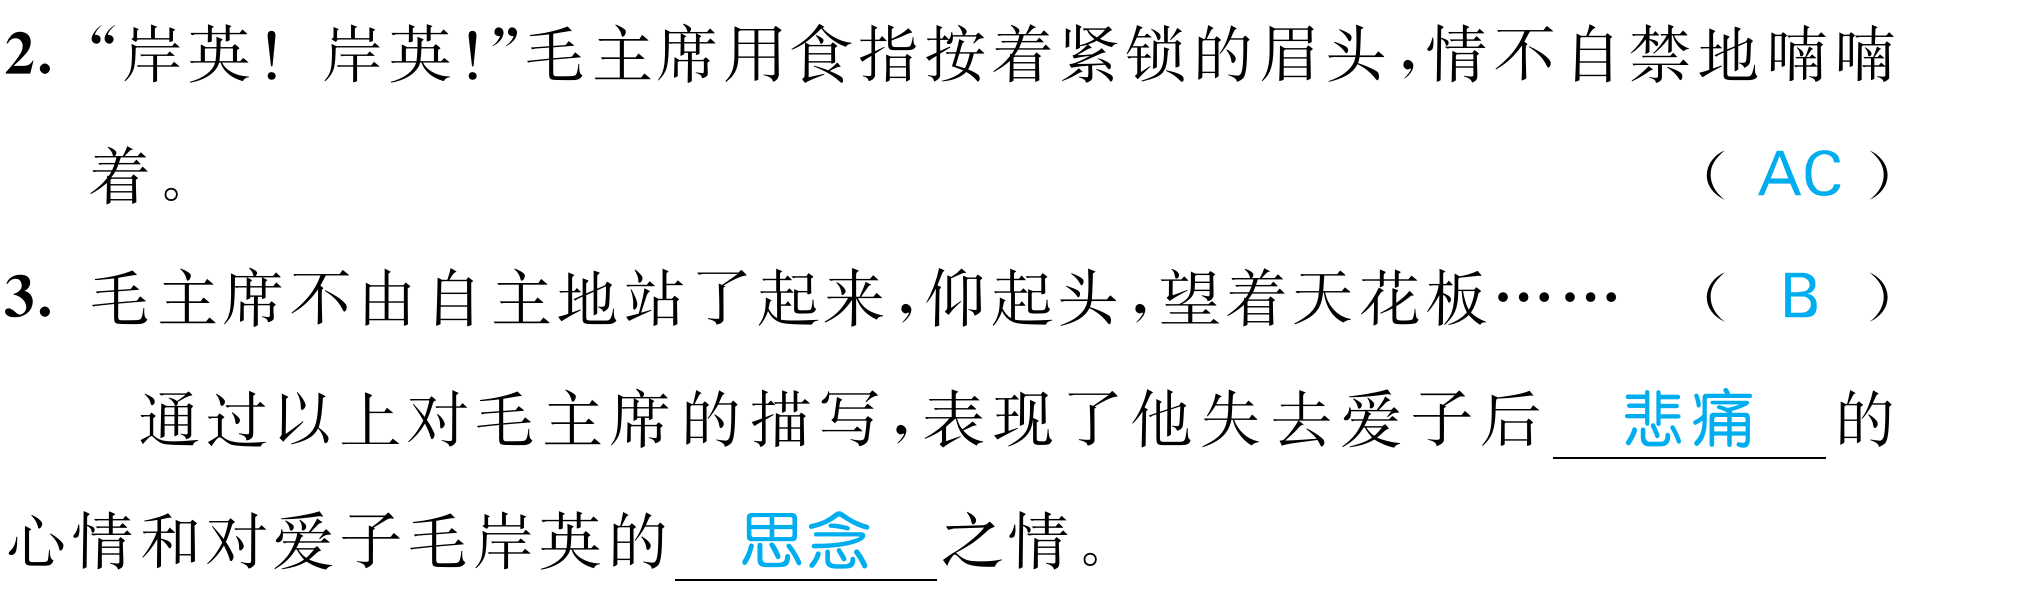 2. “岸英！岸英！”毛主席用食指按着紧锁的眉头，情不自禁地喃喃
着。（ AC ）
3. 毛主席不由自主地站了起来，仰起头，望着天花板……（ B ）
通过以上对毛主席的描写，表现了他失去爱子后 悲痛 的
心情和对爱子毛岸英的 思念 之情。